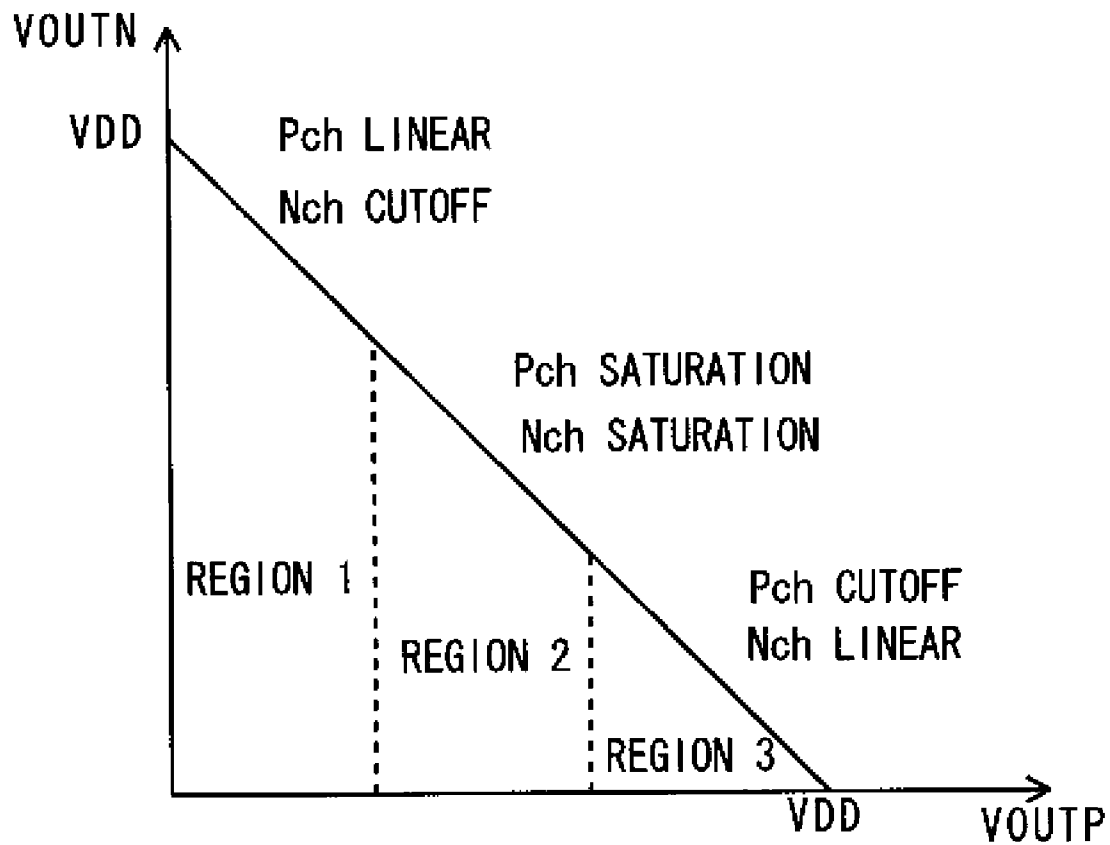 VOUTN
VDD
Pch LINEAR
Nch CUTOFF
Pch SATURATION
Nch SATURATION
REGION 1
Pch CUTOFF
Nch LINEAR
REGION 2
REGION 3
VDD
VOUTP